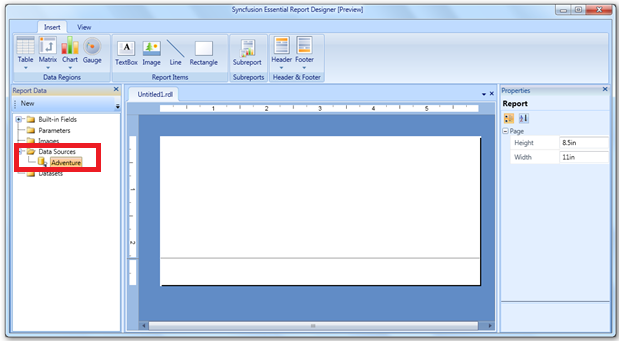 Syncfusion Essential Report Designer [Preview]
Insert View
Table Matrix Chart Gauge
Data Regions
TextBox Image Line Rectangle
Report Items
Subreport
Subreports
Header Footer
Header & Footer
Report Data
New
Built-in Fields
Parameters
Images
Data Sources
Adventure
Datasets
Untitled1.rdl
1 2 3 4 5
1
2
Properties
Report
Page
Height 8.5in
Width 11in